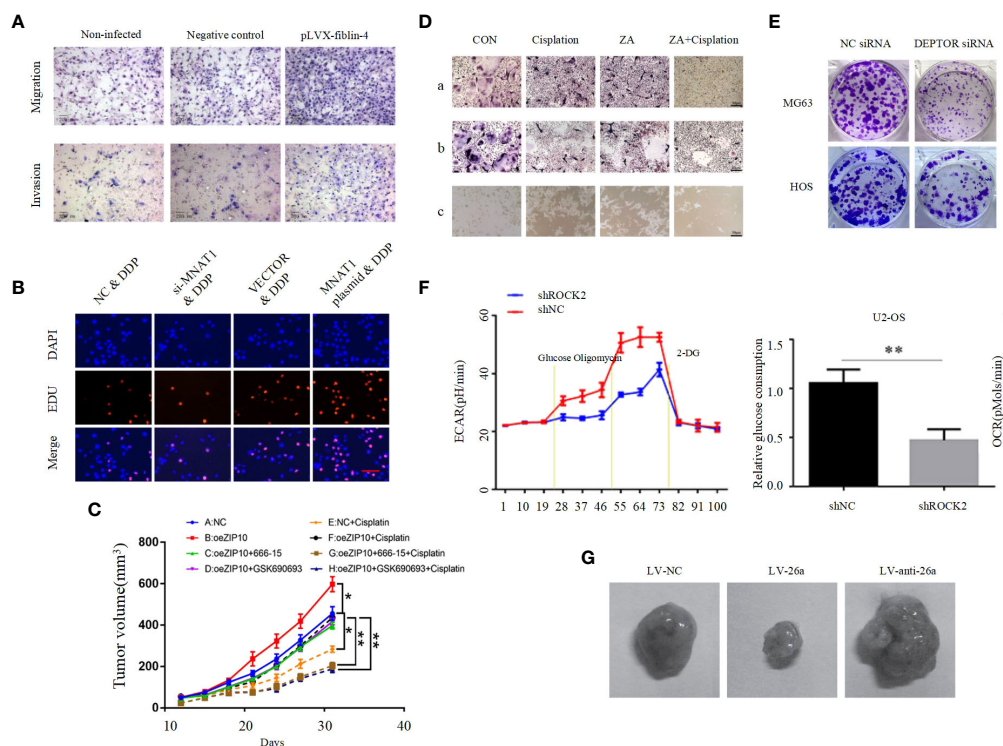 A
Non-infected Negative control pLVX-fiblin-4
Migration
Invasion
B
NC & DDP
si-MNAT1 & DDP
VECTOR & DDP
MNAT1 plasmid & DDP
DAPI
EDU
Merge
C
A:NC
B:oeZIP10
C:oeZIP10+666-15
D:oeZIP10+GSK690693
E:NC+Cisplatin
F:oeZIP10+Cisplatin
G:oeZIP10+666-15+Cisplatin
H:oeZIP10+GSK690693+Cisplatin
Tumor volume(mm³)
800
600
400
200
0
10 20 30 40
Days
*
*
**
**
D
CON Cisplation ZA ZA+Cisplation
a
b
c
E
NC siRNA DEPTOR siRNA
MG63
HOS
F
shROCK2
shNC
ECAR(pH/min)
60
40
20
0
Glucose Oligomycin 2-DG
1 10 19 28 37 46 55 64 73 82 91 100
U2-OS
**
Relative glucose consmption
1.5
1.0
0.5
0.0
shNC shROCK2
OCR(pMols/min)
G
LV-NC LV-26a LV-anti-26a